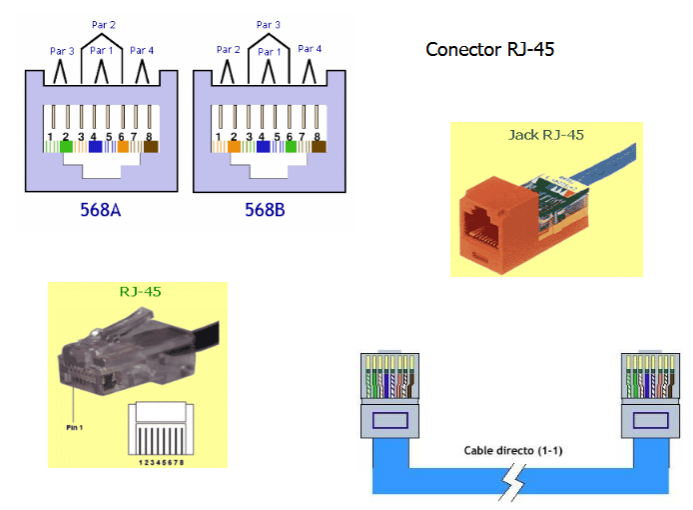 Par 2
Par 3 Par 1 Par 4
1 2 3 4 5 6 7 8
568A
Par 3
Par 2 Par 1 Par 4
1 2 3 4 5 6 7 8
568B
Conector RJ-45
Jack RJ-45
RJ-45
Pin 1
12345678
Cable directo (1-1)